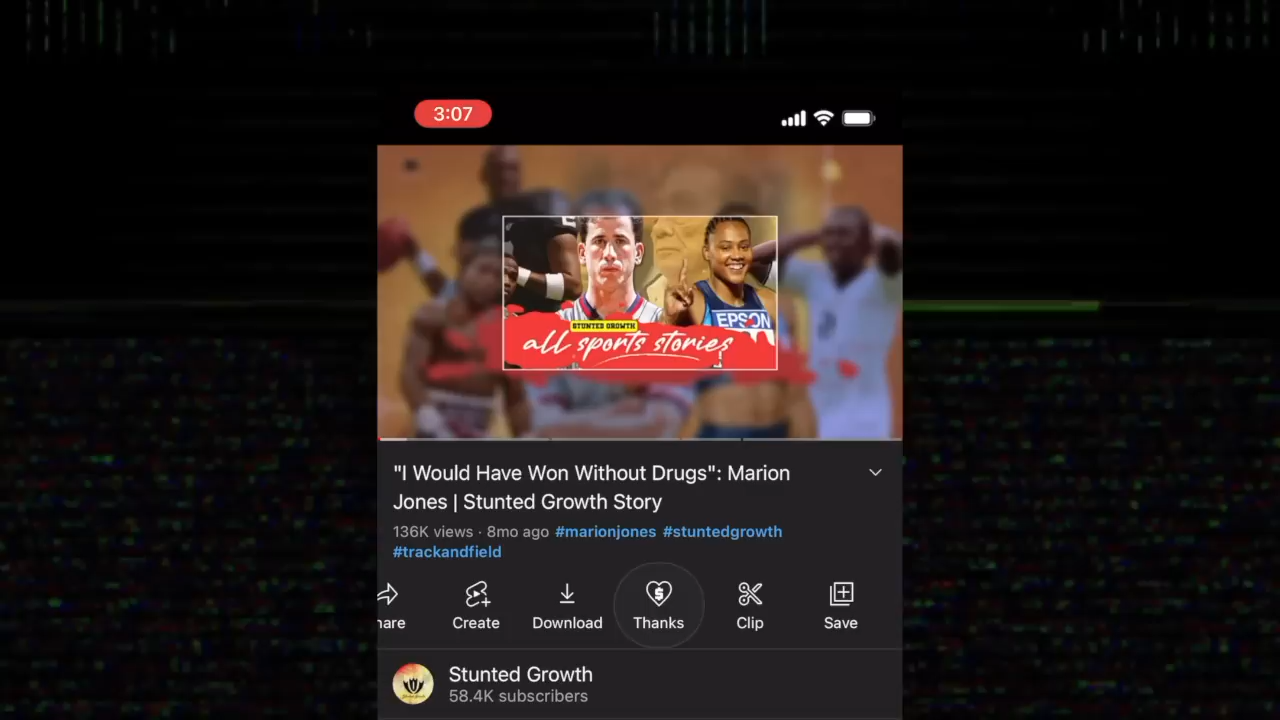 3:07
EPSON
STUNTED GROWTH
all sports stories
"I Would Have Won Without Drugs": Marion
Jones | Stunted Growth Story
136K views · 8mo ago #marionjones #stuntedgrowth
#trackandfield
hare Create Download Thanks Clip Save
Stunted Growth
58.4K subscribers